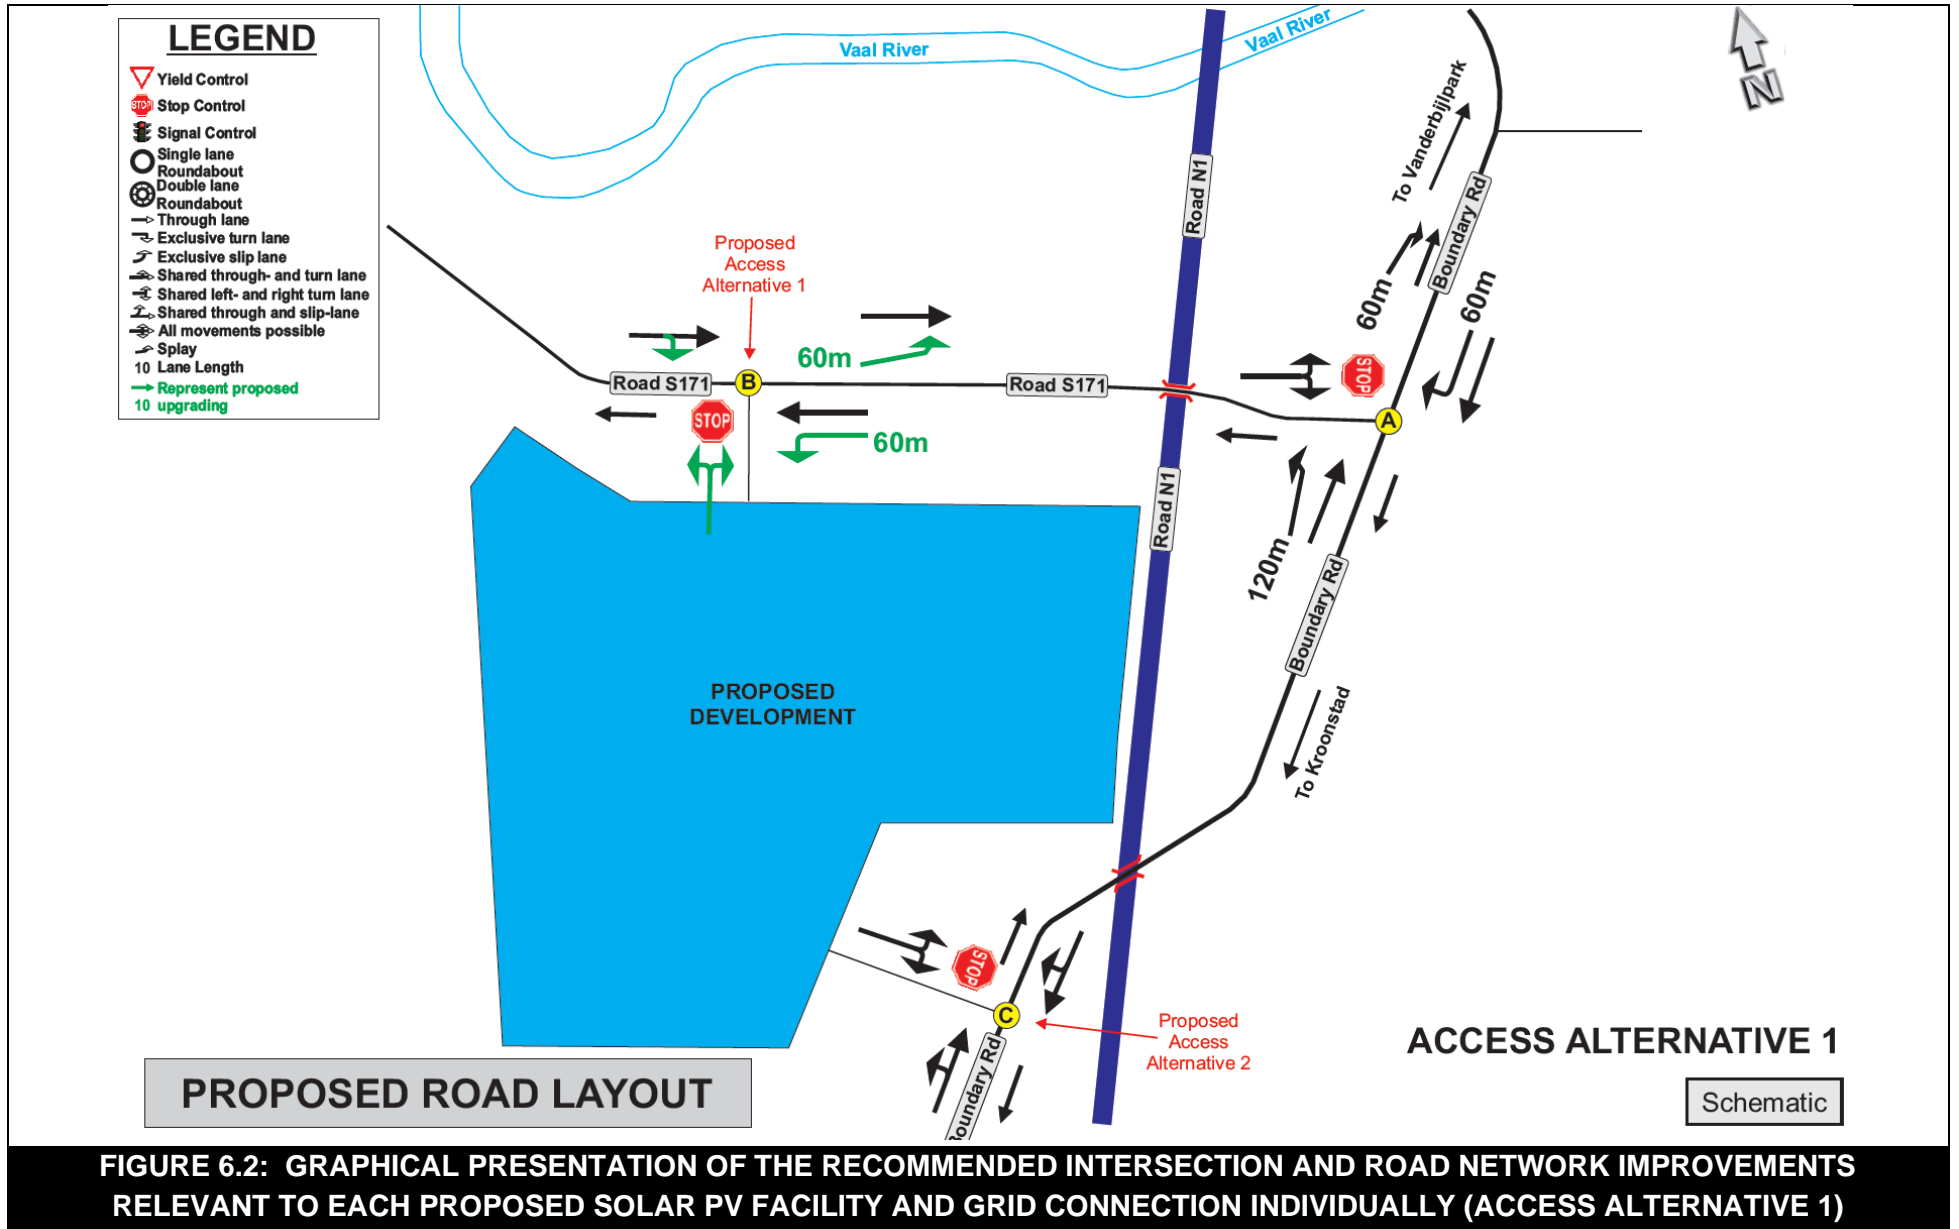 LEGEND
Yield Control
STOP Stop Control
Signal Control
Single lane
Roundabout
Double lane
Roundabout
Through lane
Exclusive turn lane
Exclusive slip lane
Shared through- and turn lane
Shared left- and right turn lane
Shared through and slip-lane
All movements possible
Splay
10 Lane Length
Represent proposed
10 upgrading
Vaal River
Vaal River
N
Road N1
To Vanderbijlpark
Boundary Rd
Proposed
Access
Alternative 1
60m
60m
60m
Road S171
B
Road S171
STOP
A
STOP
60m
Road N1
120m
Boundary Rd
PROPOSED
DEVELOPMENT
To Kroonstad
STOP
C
Proposed
Access
Alternative 2
Boundary Rd
ACCESS ALTERNATIVE 1
PROPOSED ROAD LAYOUT
Schematic
FIGURE 6.2: GRAPHICAL PRESENTATION OF THE RECOMMENDED INTERSECTION AND ROAD NETWORK IMPROVEMENTS
RELEVANT TO EACH PROPOSED SOLAR PV FACILITY AND GRID CONNECTION INDIVIDUALLY (ACCESS ALTERNATIVE 1)